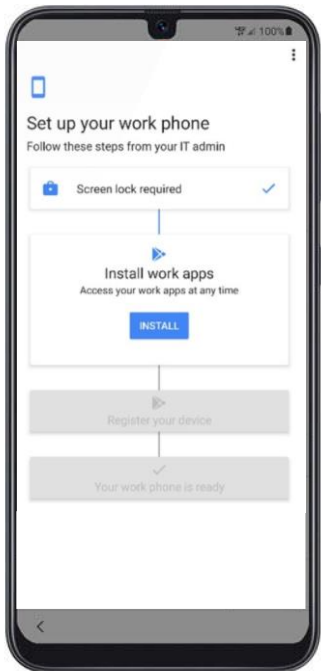 100%
Set up your work phone
Follow these steps from your IT admin
Screen lock required
Install work apps
Access your work apps at any time
INSTALL
Register your device
Your work phone is ready